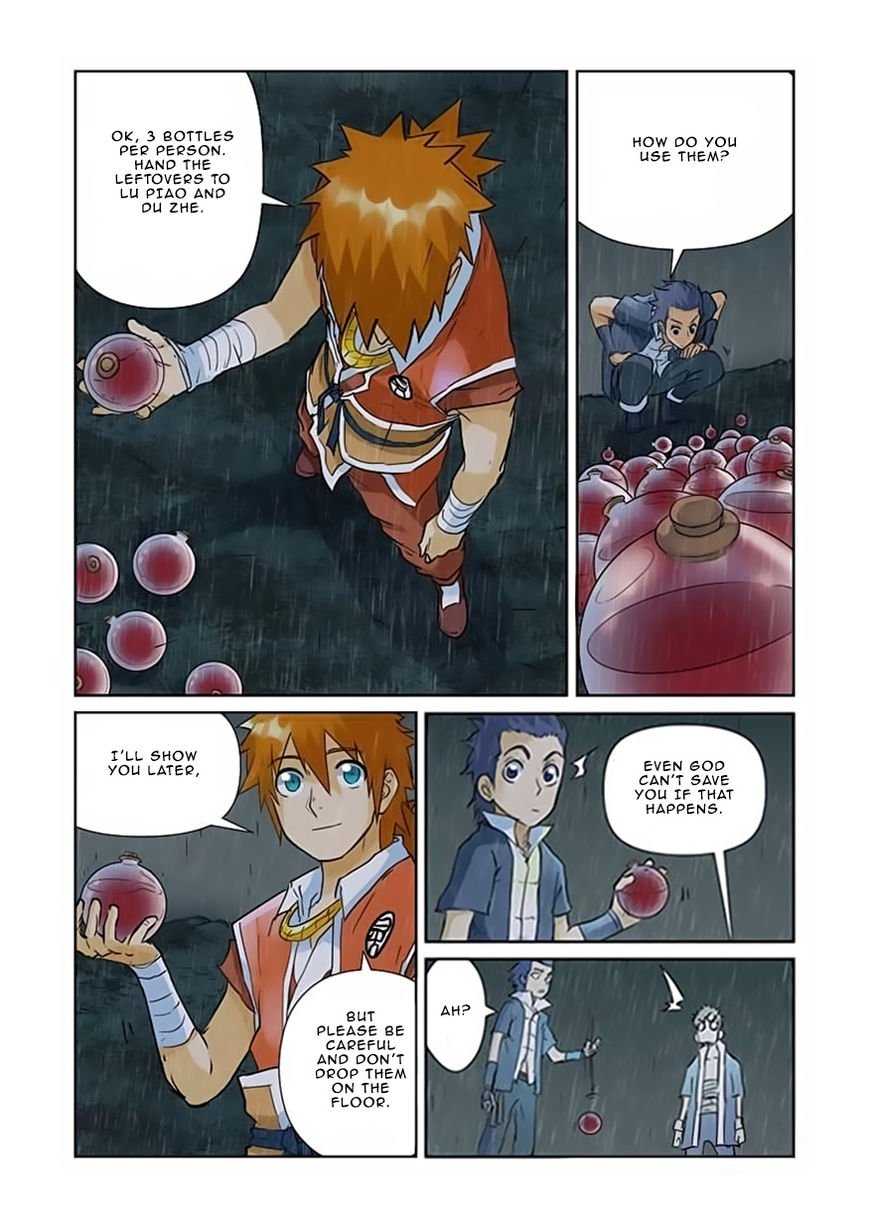 OK, 3 BOTTLES
PER PERSON.
HAND THE
LEFTOVERS TO
LU PIAO AND
DU ZHE.
HOW DO YOU
USE THEM?
I'LL SHOW
YOU LATER,
BUT
PLEASE BE
CAREFUL
AND DON'T
DROP THEM
ON THE
FLOOR.
EVEN GOD
CAN'T SAVE
YOU IF THAT
HAPPENS.
AH?